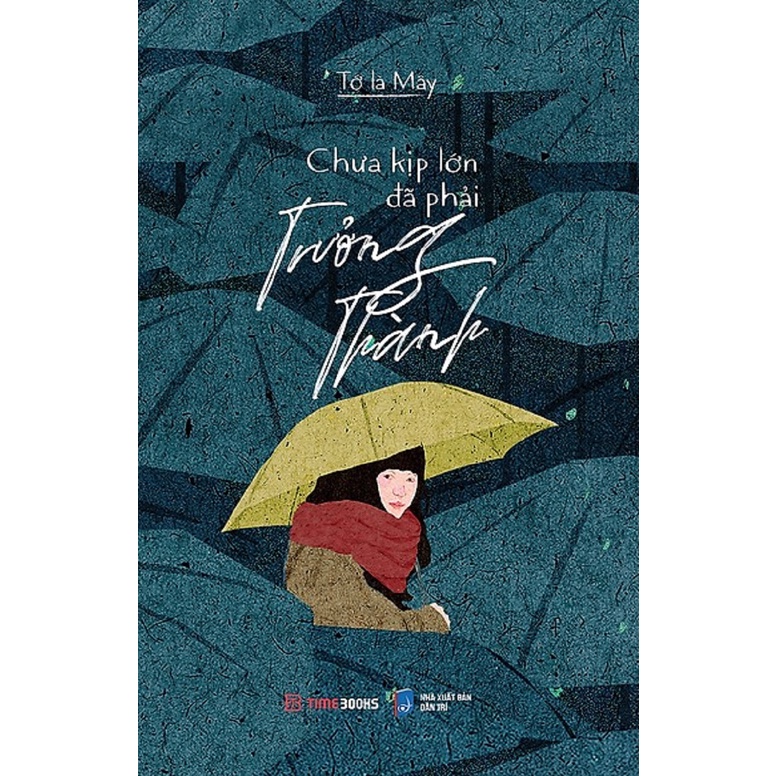 Tớ là Mây
Chưa kịp lớn
đã phải
Trưởng
Thành
TIMEBOOKS
NHÀ XUẤT BẢN
DÂN TRÍ